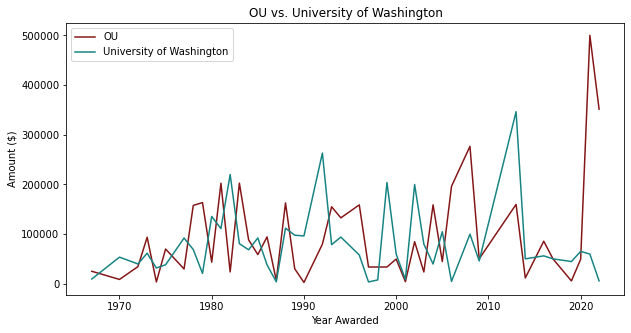 OU vs. University of Washington
OU
University of Washington
Amount ($)
500000
400000
300000
200000
100000
0
1970
1980
1990
2000
2010
2020
Year Awarded